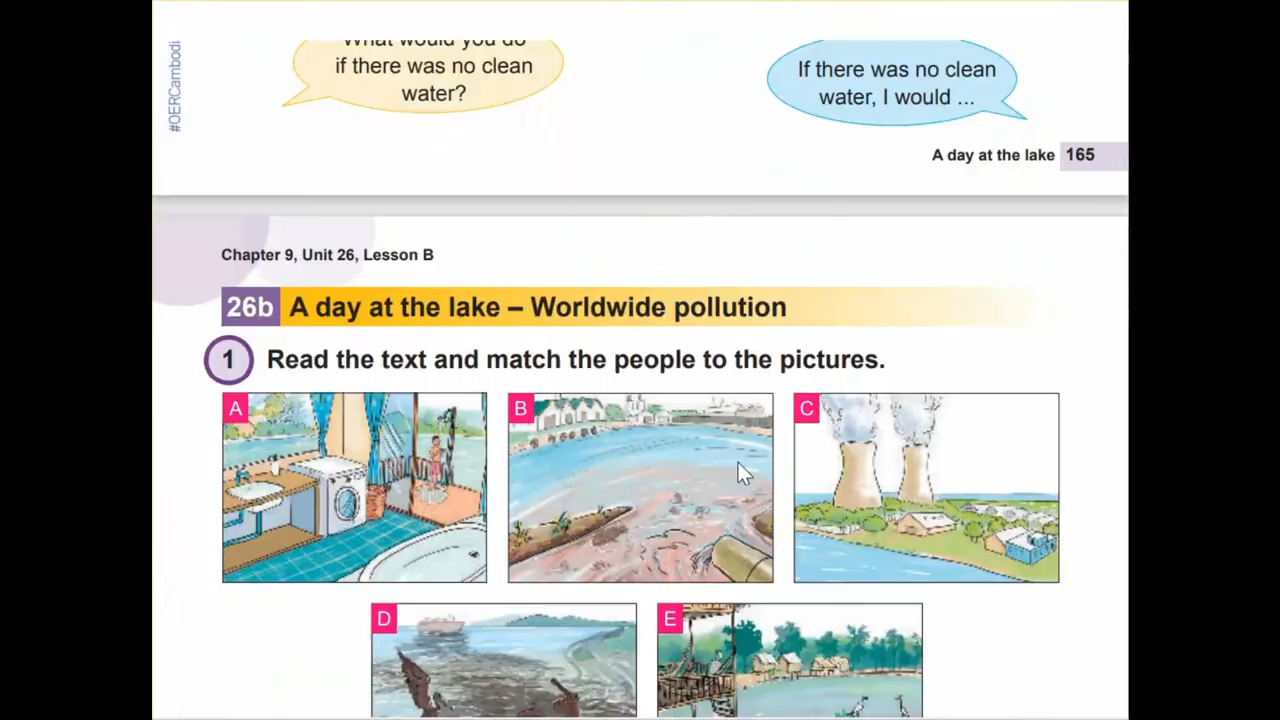 #OERCambodi
What would you do
if there was no clean
water?
If there was no clean
water, I would ...
A day at the lake 165
Chapter 9, Unit 26, Lesson B
26b A day at the lake – Worldwide pollution
1 Read the text and match the people to the pictures.
A
B
C
D
E